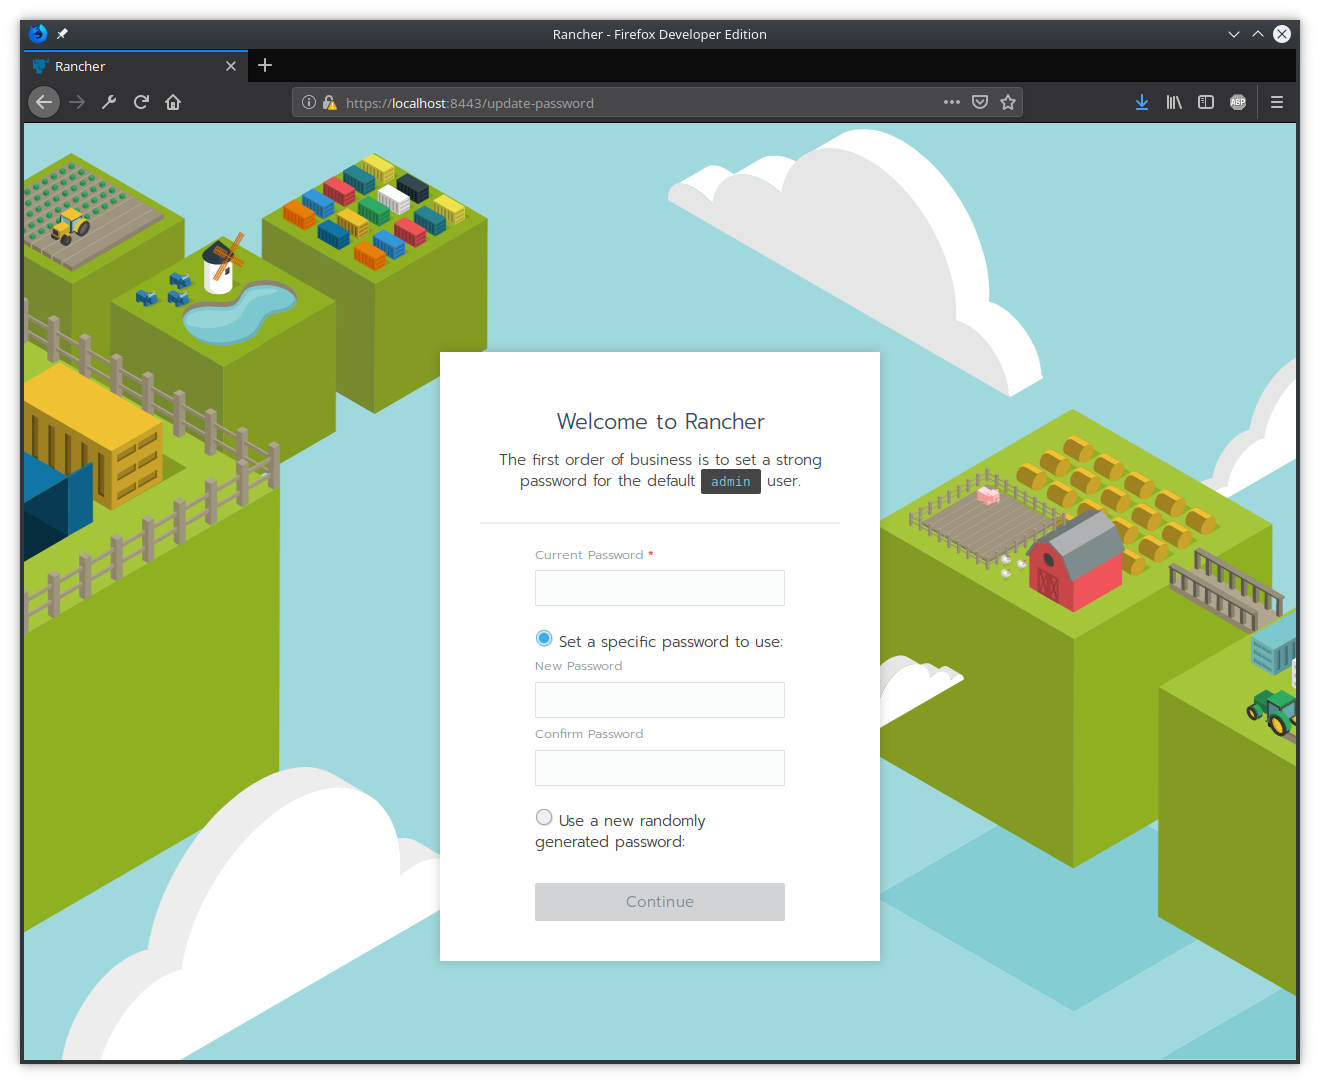 Rancher - Firefox Developer Edition
Rancher
https://localhost:8443/update-password
ABP
Welcome to Rancher
The first order of business is to set a strong
password for the default admin user.
Current Password *
Set a specific password to use:
New Password
Confirm Password
Use a new randomly
generated password:
Continue